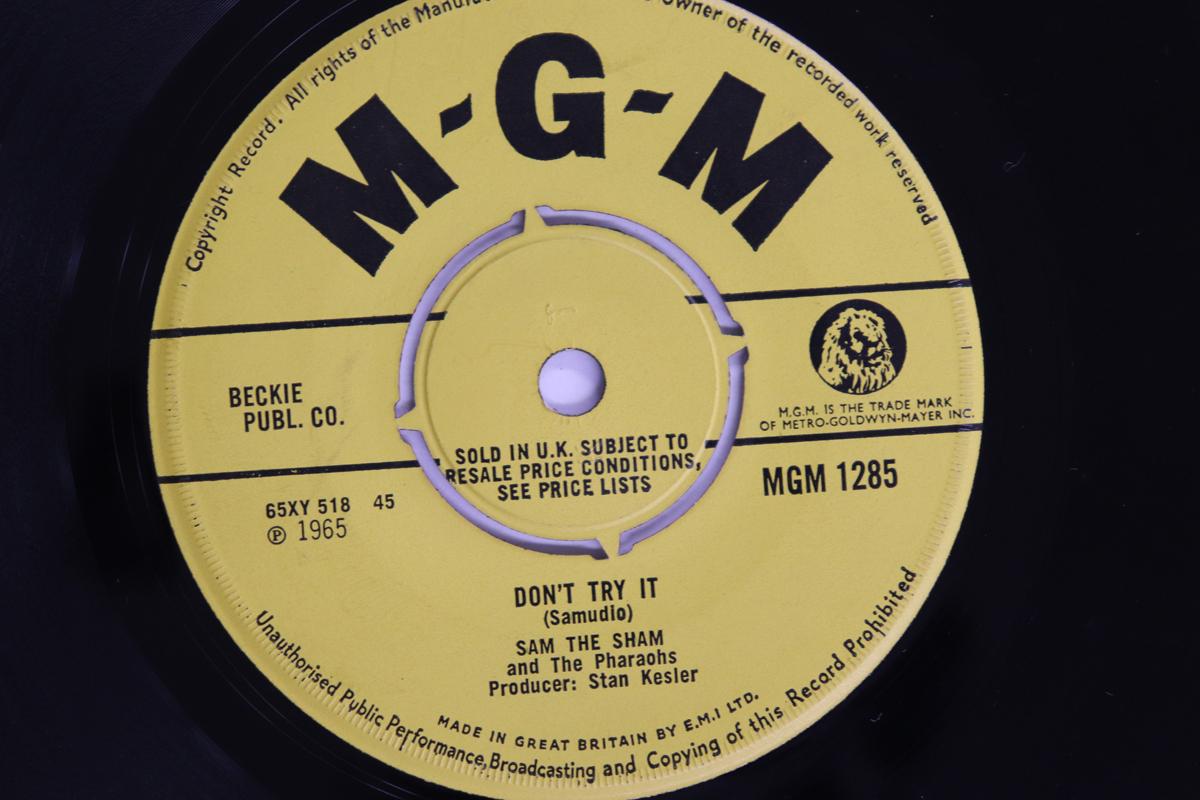 Copyright Record. All rights of the Manufac
owner of the recorded work reserved
M-G-M
BECKIE
PUBL. CO.
M.G.M. IS THE TRADE MARK
OF METRO-GOLDWYN-MAYER INC.
SOLD IN U.K. SUBJECT TO
RESALE PRICE CONDITIONS,
SEE PRICE LISTS
65XY 518 45
℗ 1965
MGM 1285
DON'T TRY IT
(Samudio)
SAM THE SHAM
and The Pharaohs
Producer: Stan Kesler
MADE IN GREAT BRITAIN BY E.M.I LTD.
Unauthorised Public Performance, Broadcasting and Copying of this Record Prohibited